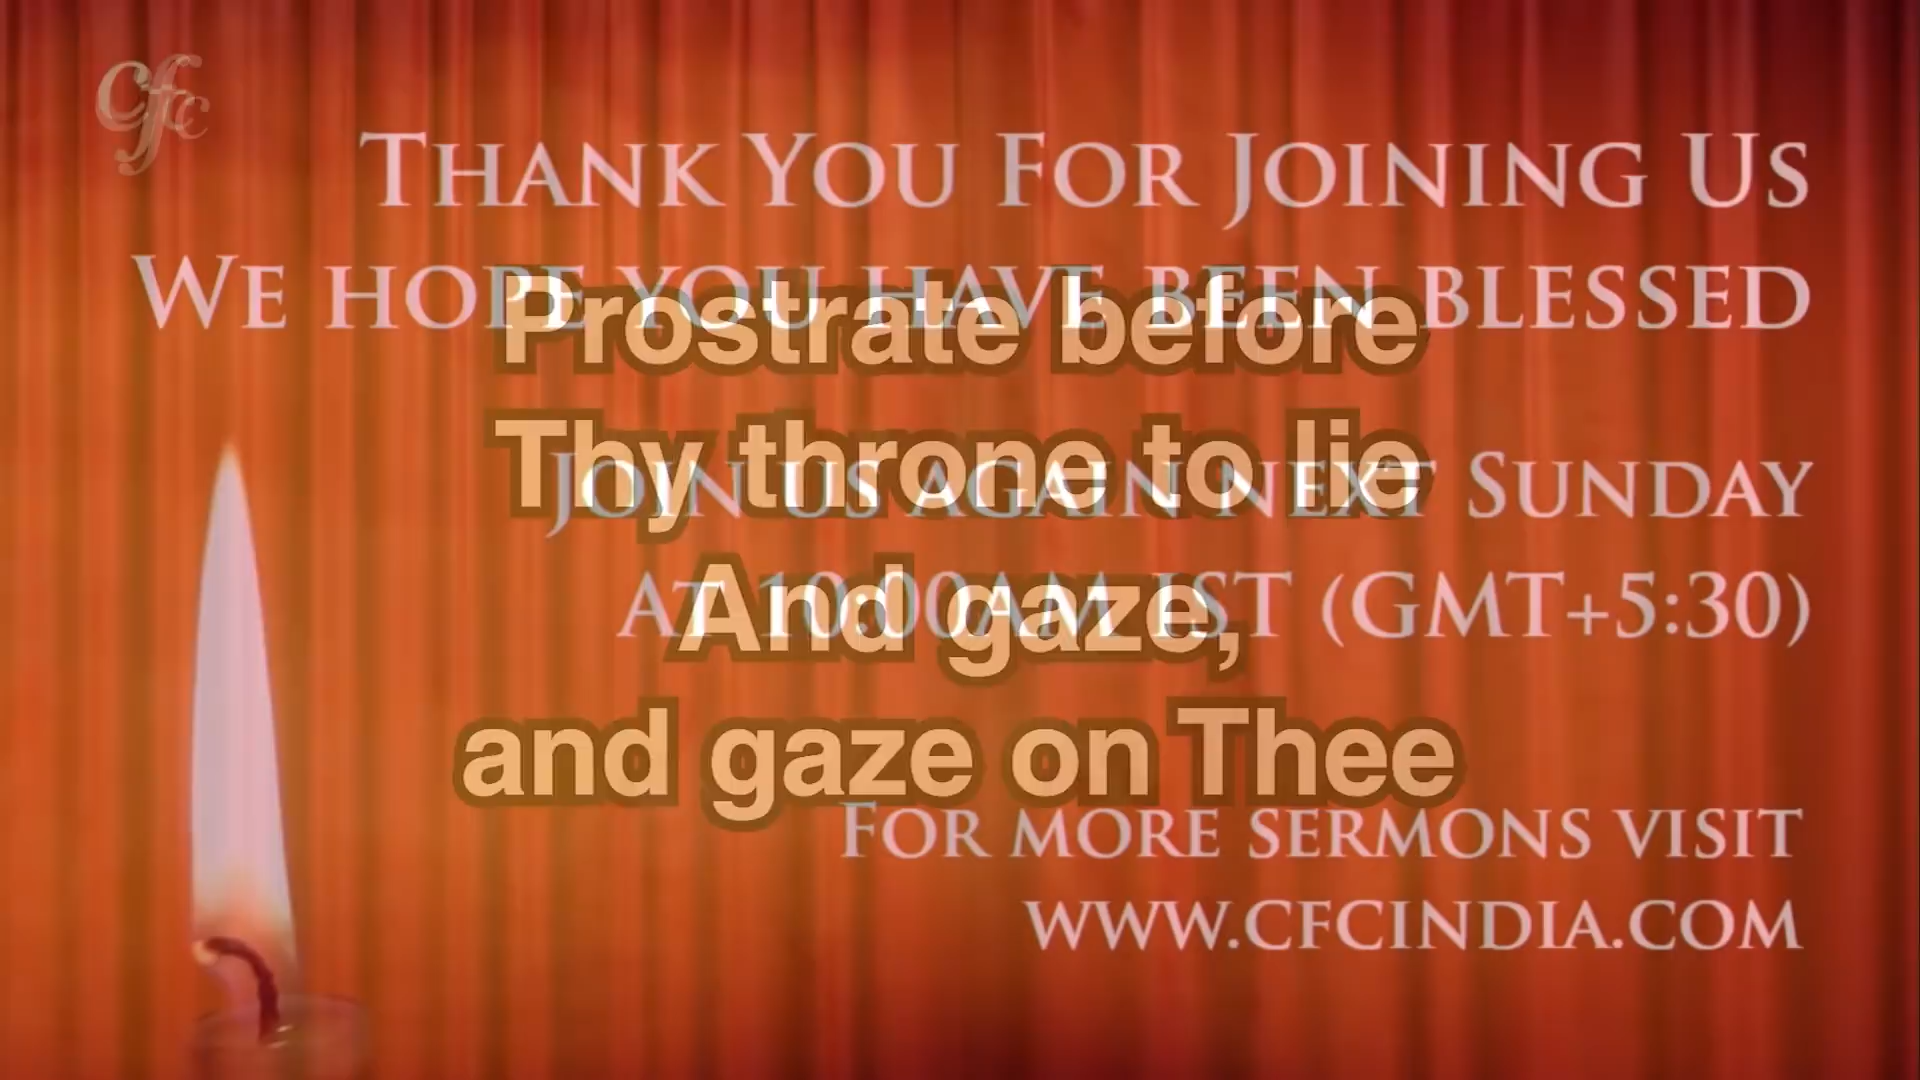 cfc
Thank You For Joining Us
We hope you have been blessed
Prostrate before
Thy throne to lie
Join us again next Sunday
And gaze,
at 10:00am IST (GMT+5:30)
and gaze on Thee
For more sermons visit
www.cfcindia.com